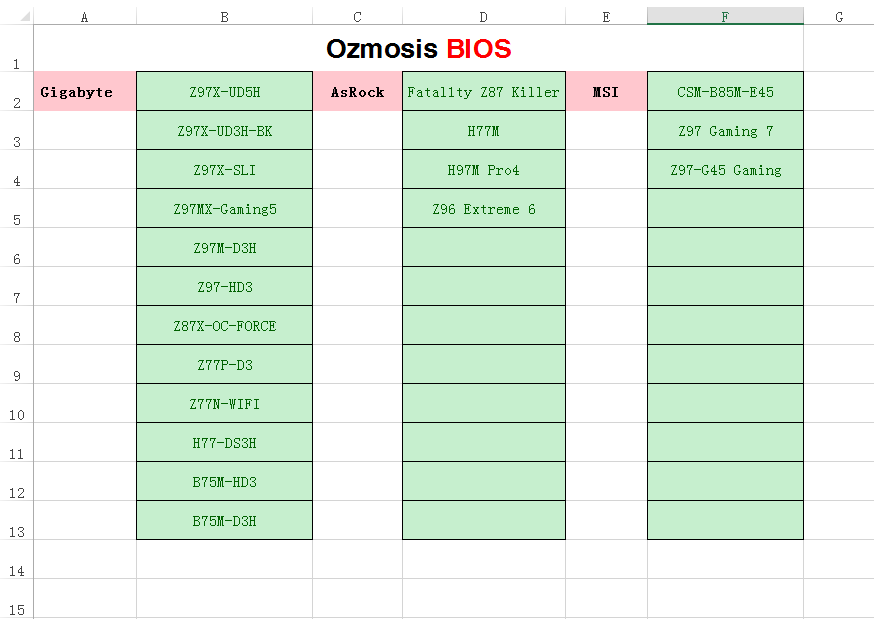 A B C D E F G
Ozmosis BIOS
1
Gigabyte Z97X-UD5H AsRock Fatal1ty Z87 Killer MSI CSM-B85M-E45
2
Z97X-UD3H-BK H77M Z97 Gaming 7
3
Z97X-SLI H97M Pro4 Z97-G45 Gaming
4
Z97MX-Gaming5 Z96 Extreme 6
5
Z97M-D3H
6
Z97-HD3
7
Z87X-OC-FORCE
8
Z77P-D3
9
Z77N-WIFI
10
H77-DS3H
11
B75M-HD3
12
B75M-D3H
13
14
15